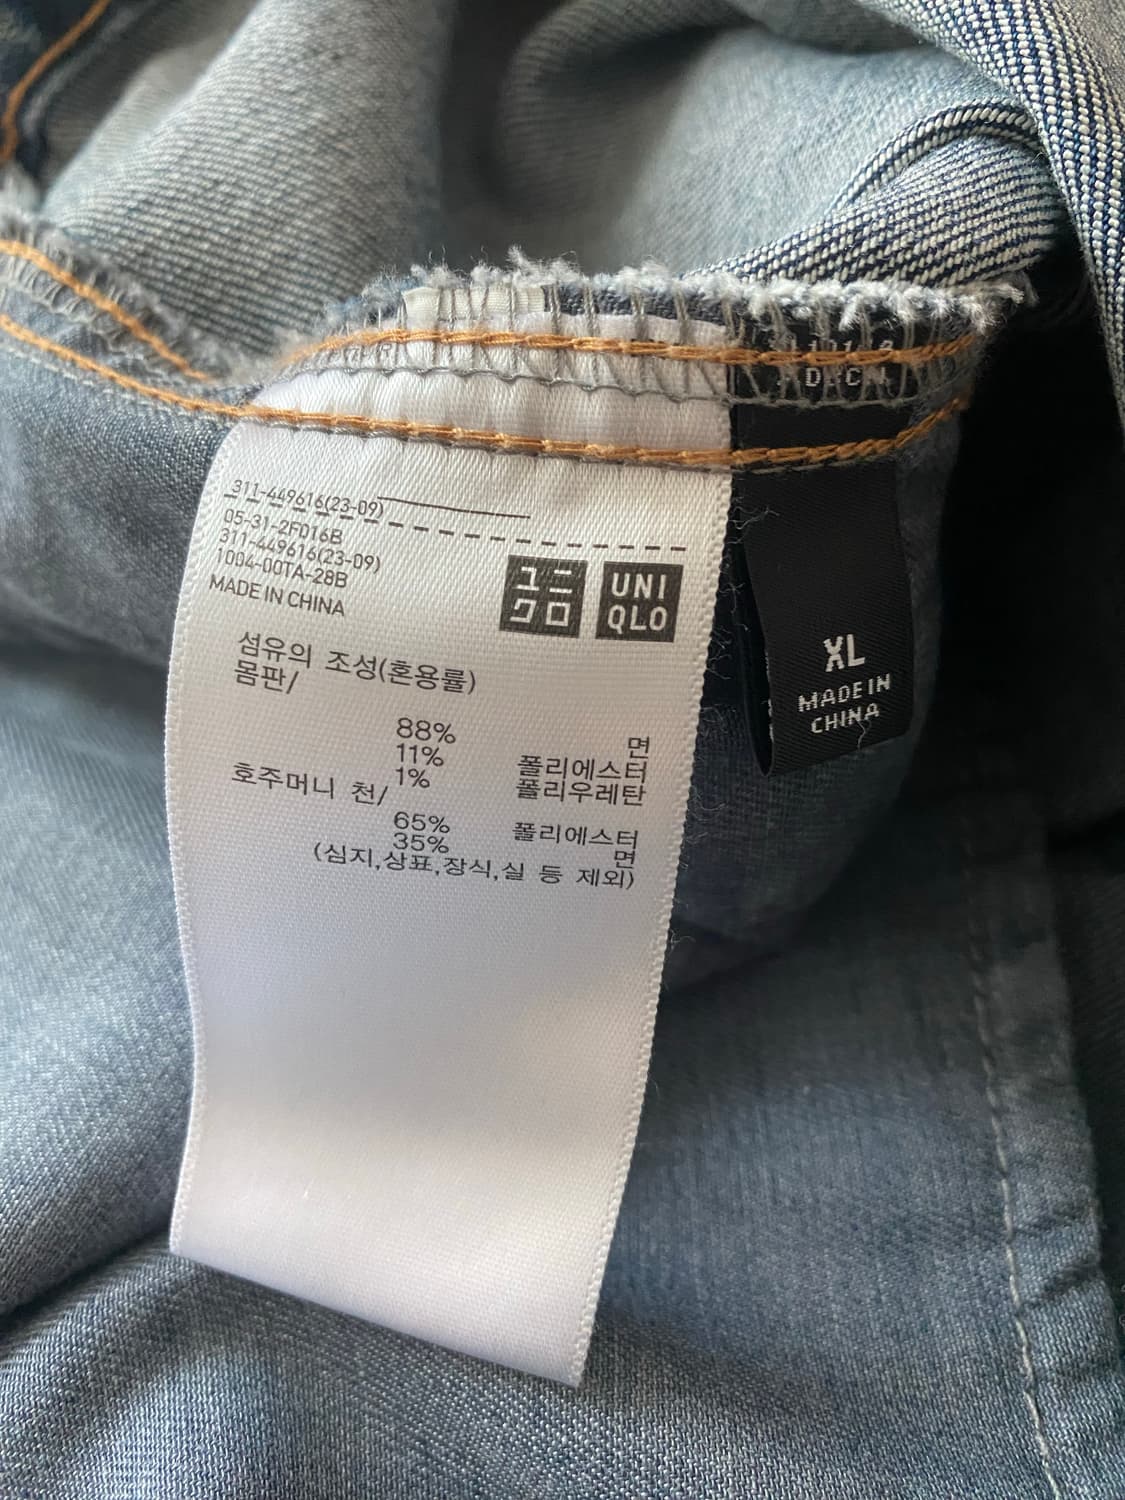 311-449616(23-09)
05-31-2F016B
311-449616(23-09)
1004-00TA-28B
MADE IN CHINA
ユニ
クロ
UNI
QLO
섬유의 조성(혼용률)
몸판/
88% 면
11% 폴리에스터
1% 폴리우레탄
호주머니 천/
65% 폴리에스터
35% 면
(심지,상표,장식,실 등 제외)
XL
MADE IN
CHINA